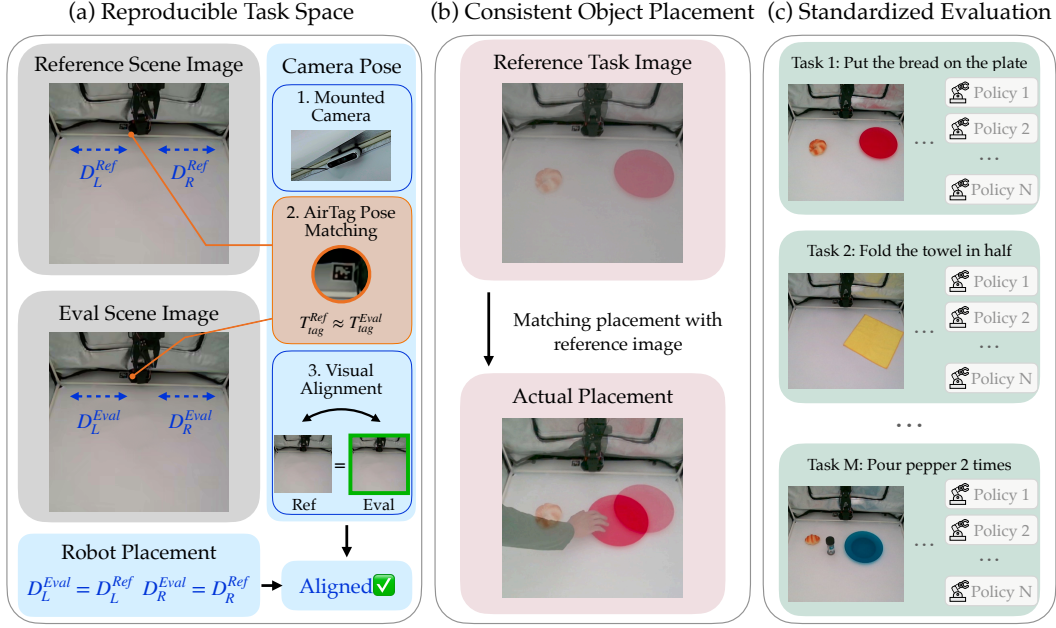 (a) Reproducible Task Space
Reference Scene Image
D_L^{Ref}
D_R^{Ref}
Eval Scene Image
D_L^{Eval}
D_R^{Eval}
Camera Pose
1. Mounted
Camera
2. AirTag Pose
Matching
T_{tag}^{Ref} ≈ T_{tag}^{Eval}
3. Visual
Alignment
=
Ref
Eval
Robot Placement
D_L^{Eval} = D_L^{Ref} D_R^{Eval} = D_R^{Ref}
Aligned✅
(b) Consistent Object Placement
Reference Task Image
Matching placement with
reference image
Actual Placement
(c) Standardized Evaluation
Task 1: Put the bread on the plate
Policy 1
... Policy 2
...
Policy N
Task 2: Fold the towel in half
Policy 1
... Policy 2
...
Policy N
...
Task M: Pour pepper 2 times
Policy 1
... Policy 2
...
Policy N